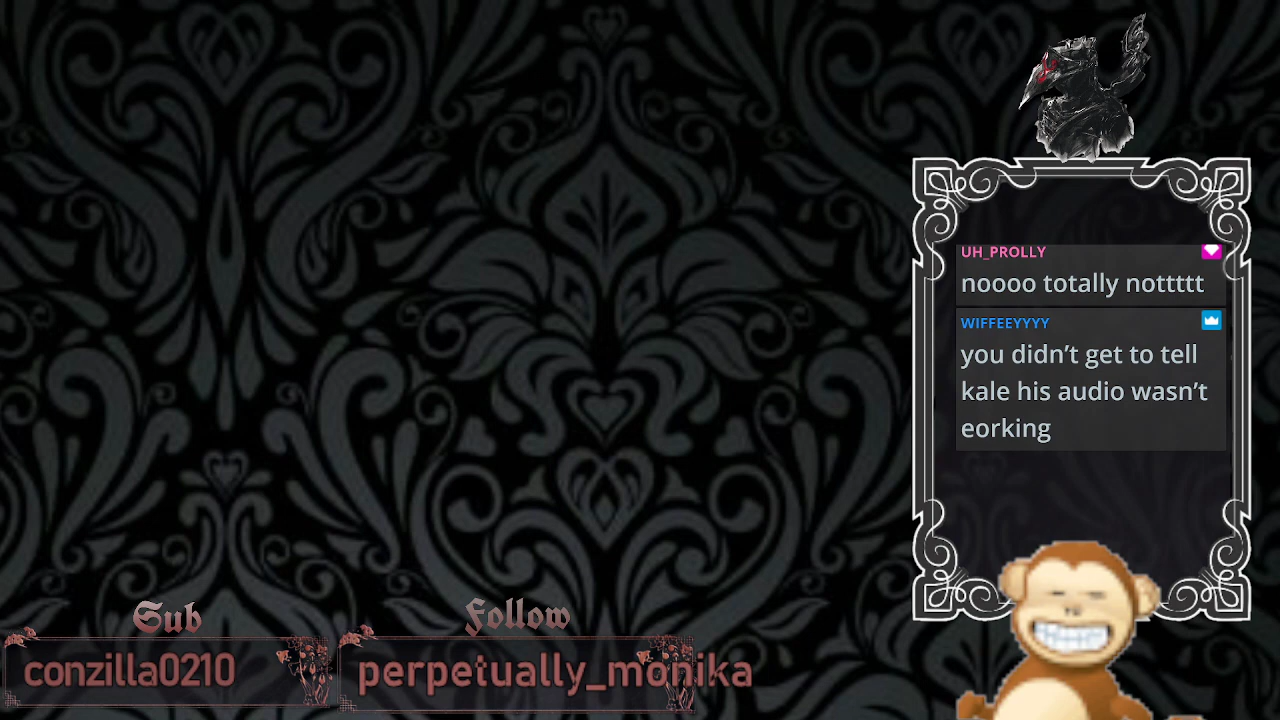 UH_PROLLY
noooo totally nottttt
WIFFEEYYYY
you didn't get to tell
kale his audio wasn't
eorking
Sub
Follow
conzilla0210
perpetually_monika